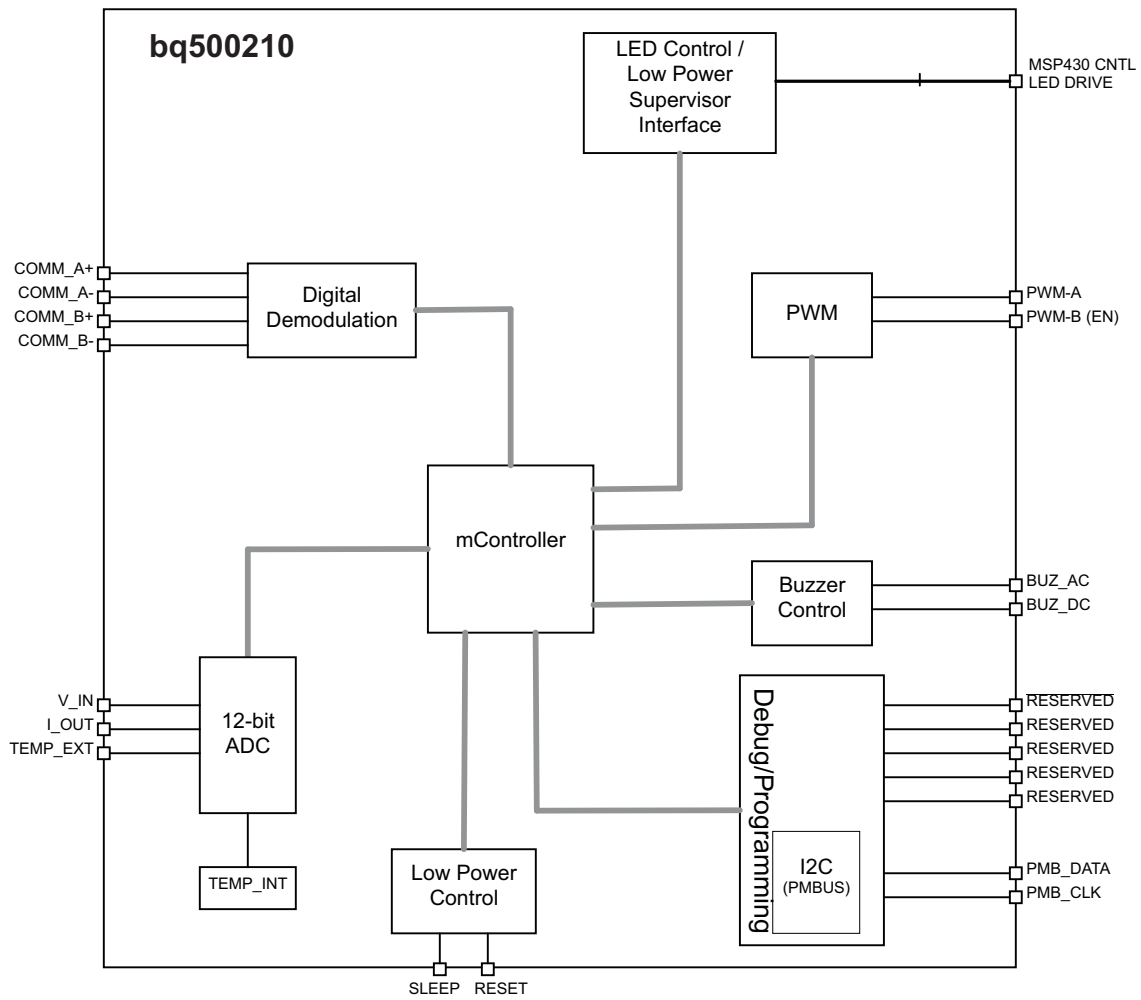 bq500210
LED Control /
Low Power
Supervisor
Interface
MSP430 CNTL
LED DRIVE
COMM_A+
COMM_A-
COMM_B+
COMM_B-
Digital
Demodulation
PWM
PWM-A
PWM-B (EN)
mController
Buzzer
Control
BUZ_AC
BUZ_DC
V_IN
I_OUT
TEMP_EXT
12-bit
ADC
TEMP_INT
Low Power
Control
SLEEP
RESET
Debug/Programming
I2C
(PMBUS)
RESERVED
RESERVED
RESERVED
RESERVED
RESERVED
PMB_DATA
PMB_CLK